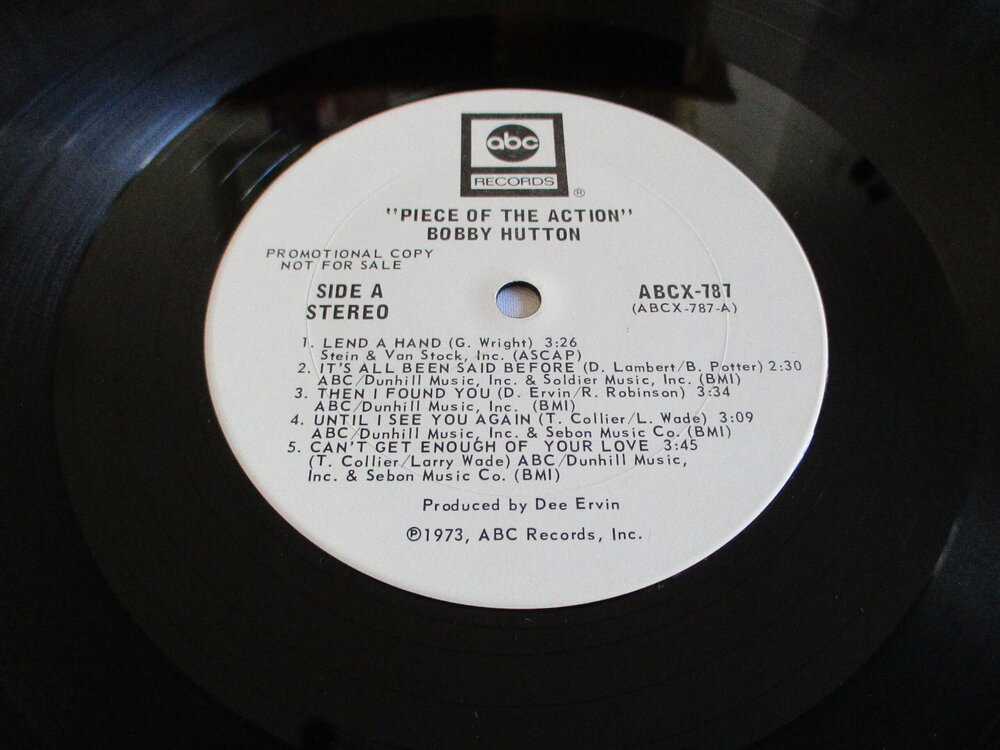 abc
RECORDS
®
"PIECE OF THE ACTION"
BOBBY HUTTON
PROMOTIONAL COPY
NOT FOR SALE
SIDE A
STEREO
ABCX-787
(ABCX-787-A)
1. LEND A HAND (G. Wright) 3:26
Stein & Van Stock, Inc. (ASCAP)
2. IT'S ALL BEEN SAID BEFORE (D. Lambert/B. Potter) 2:30
ABC/Dunhill Music, Inc. & Soldier Music, Inc. (BMI)
3. THEN I FOUND YOU (D. Ervin/R. Robinson) 3:34
ABC/Dunhill Music, Inc. (BMI)
4. UNTIL I SEE YOU AGAIN (T. Collier/L. Wade) 3:09
ABC/Dunhill Music, Inc. & Sebon Music Co. (BMI)
5. CAN'T GET ENOUGH OF YOUR LOVE 3:45
(T. Collier/Larry Wade) ABC/Dunhill Music,
Inc. & Sebon Music Co. (BMI)
Produced by Dee Ervin
℗1973, ABC Records, Inc.